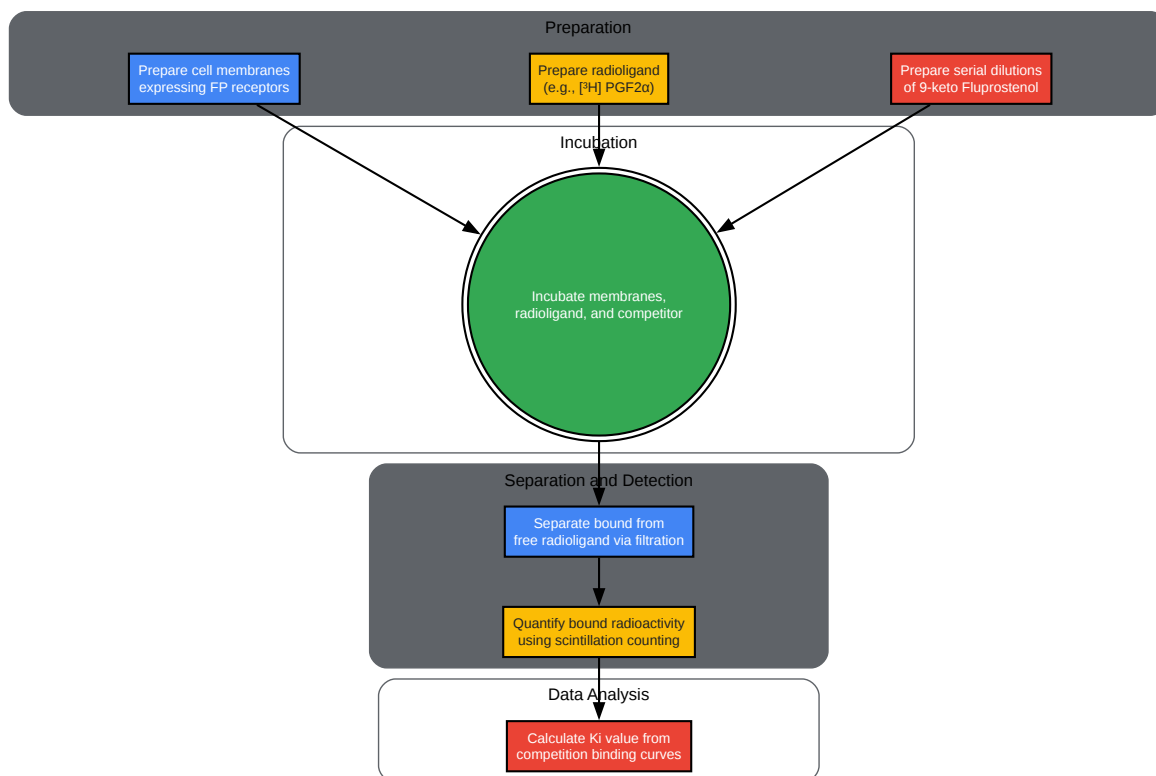 Preparation
Prepare cell membranes
expressing FP receptors
Prepare radioligand
(e.g., [³H] PGF2α)
Prepare serial dilutions
of 9-keto Fluprostenol
Incubation
Incubate membranes,
radioligand, and competitor
Separation and Detection
Separate bound from
free radioligand via filtration
Quantify bound radioactivity
using scintillation counting
Data Analysis
Calculate Ki value from
competition binding curves